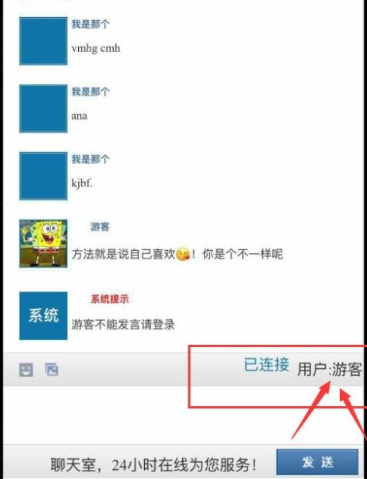 我是那个
vmhg cmh
我是那个
ana
我是那个
kjbf.
游客
方法就是说自己喜欢😘！你是个不一样呢
系统
系统提示
游客不能发言请登录
已连接 用户:游客
聊天室，24小时在线为您服务！
发 送